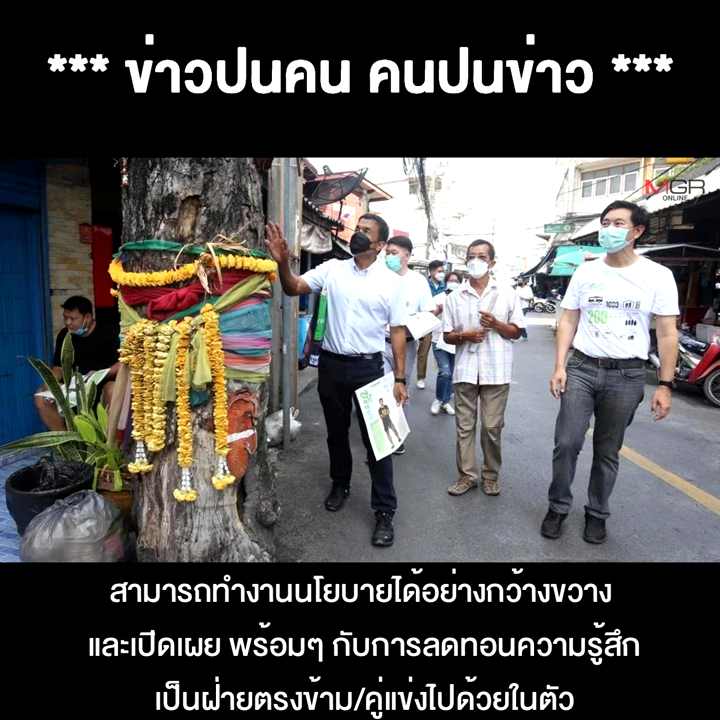 *** ข่าวปนคน คนปนข่าว ***
MGR
ONLINE
200
สามารถทำงานนโยบายได้อย่างกว้างขวาง
และเปิดเผย พร้อมๆ กับการลดทอนความรู้สึก
เป็นฝ่ายตรงข้าม/คู่แข่งไปด้วยในตัว